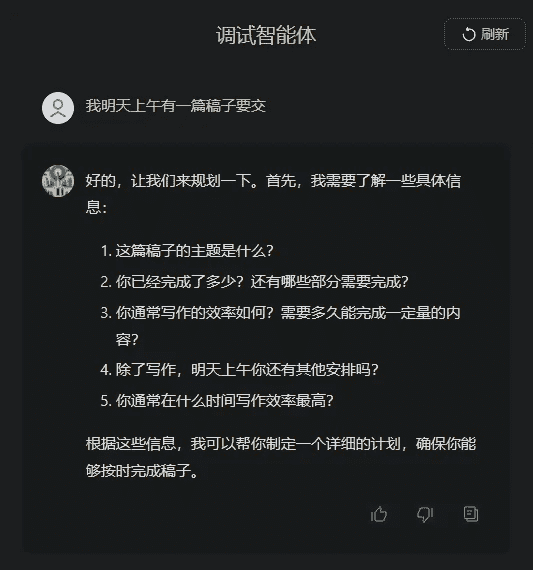 调试智能体
刷新
我明天上午有一篇稿子要交
好的，让我们来规划一下。首先，我需要了解一些具体信
息：
1. 这篇稿子的主题是什么？
2. 你已经完成了多少？还有哪些部分需要完成？
3. 你通常写作的效率如何？需要多久能完成一定量的内
容？
4. 除了写作，明天上午你还有其他安排吗？
5. 你通常在什么时间写作效率最高？
根据这些信息，我可以帮你制定一个详细的计划，确保你能
够按时完成稿子。